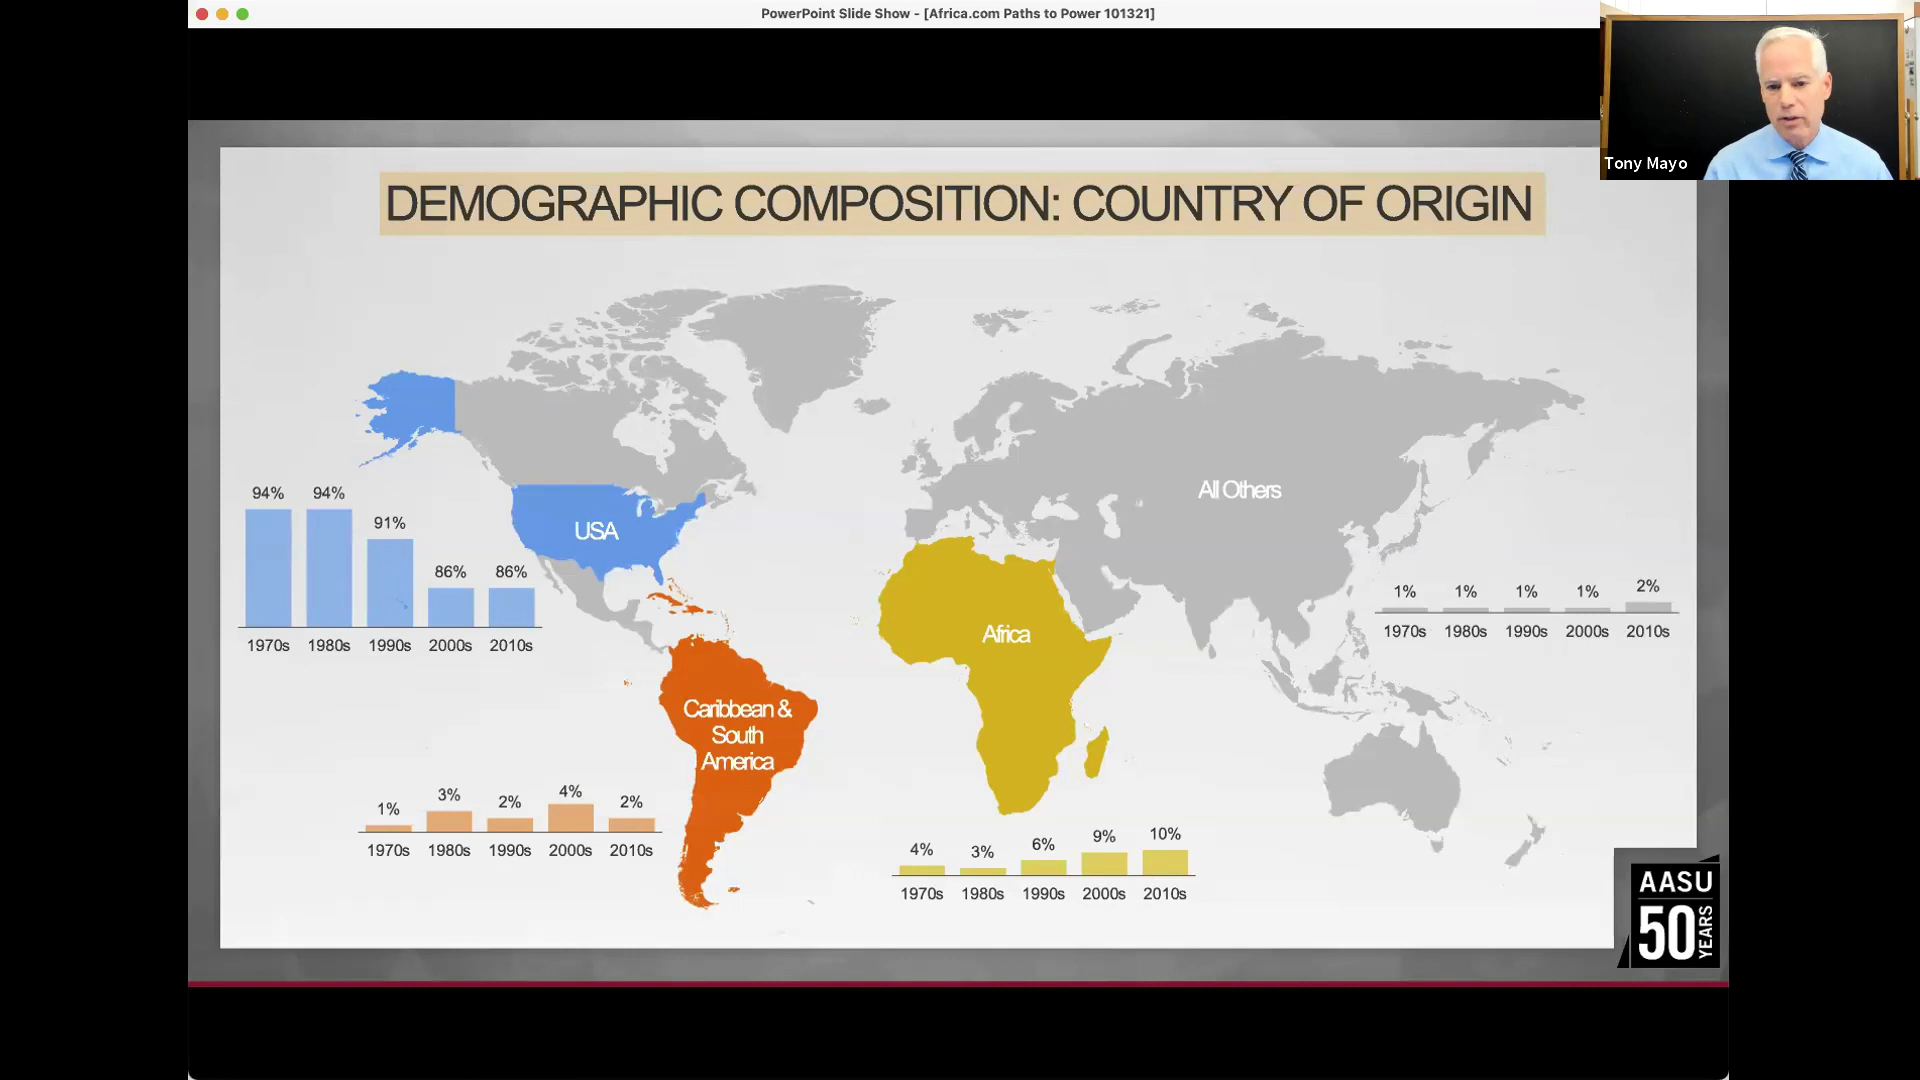 PowerPoint Slide Show - [Africa.com Paths to Power 101321]
Tony Mayo
DEMOGRAPHIC COMPOSITION: COUNTRY OF ORIGIN
USA
94% 94% 91% 86% 86%
1970s 1980s 1990s 2000s 2010s
All Others
1% 1% 1% 1% 2%
1970s 1980s 1990s 2000s 2010s
Africa
4% 3% 6% 9% 10%
1970s 1980s 1990s 2000s 2010s
Caribbean &
South
America
1% 3% 2% 4% 2%
1970s 1980s 1990s 2000s 2010s
AASU
50 YEARS